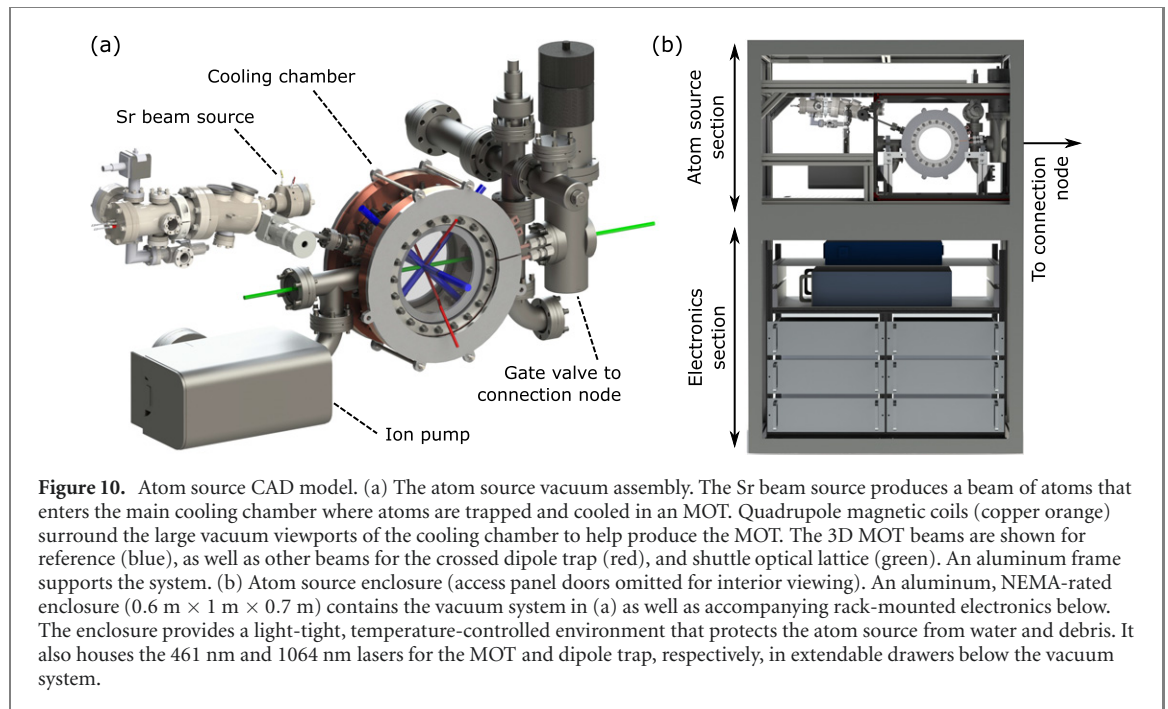 (a)
Cooling chamber
Sr beam source
Gate valve to
connection node
Ion pump
(b)
Atom source
section
Electronics
section
To connection
node
Figure 10. Atom source CAD model. (a) The atom source vacuum assembly. The Sr beam source produces a beam of atoms that
enters the main cooling chamber where atoms are trapped and cooled in an MOT. Quadrupole magnetic coils (copper orange)
surround the large vacuum viewports of the cooling chamber to help produce the MOT. The 3D MOT beams are shown for
reference (blue), as well as other beams for the crossed dipole trap (red), and shuttle optical lattice (green). An aluminum frame
supports the system. (b) Atom source enclosure (access panel doors omitted for interior viewing). An aluminum, NEMA-rated
enclosure (0.6 m × 1 m × 0.7 m) contains the vacuum system in (a) as well as accompanying rack-mounted electronics below.
The enclosure provides a light-tight, temperature-controlled environment that protects the atom source from water and debris. It
also houses the 461 nm and 1064 nm lasers for the MOT and dipole trap, respectively, in extendable drawers below the vacuum
system.